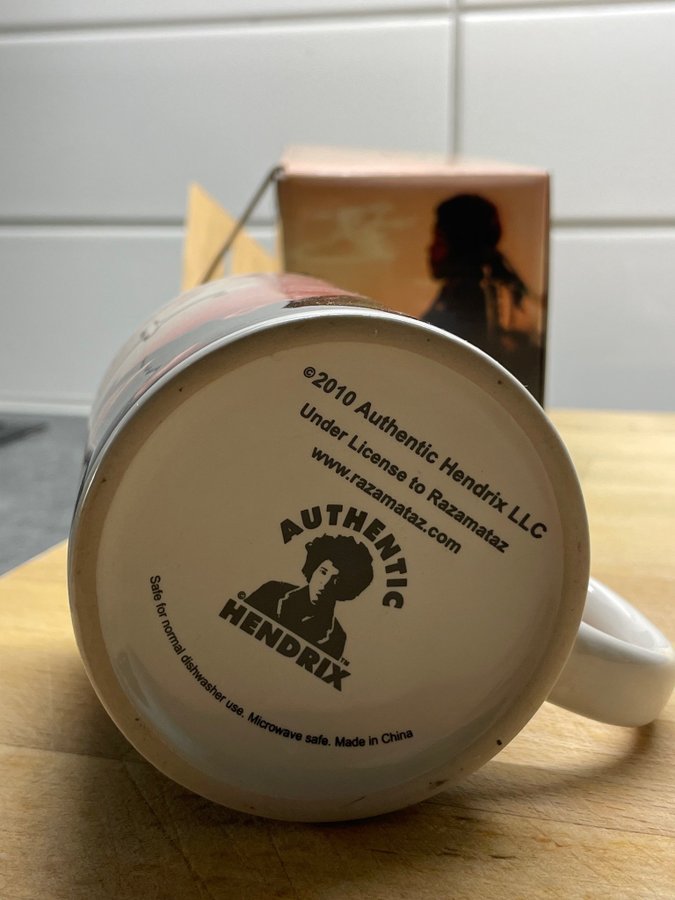 ©2010 Authentic Hendrix LLC
Under License to Razamataz
www.razamataz.com
AUTHENTIC
© HENDRIX™
Safe for normal dishwasher use. Microwave safe. Made in China